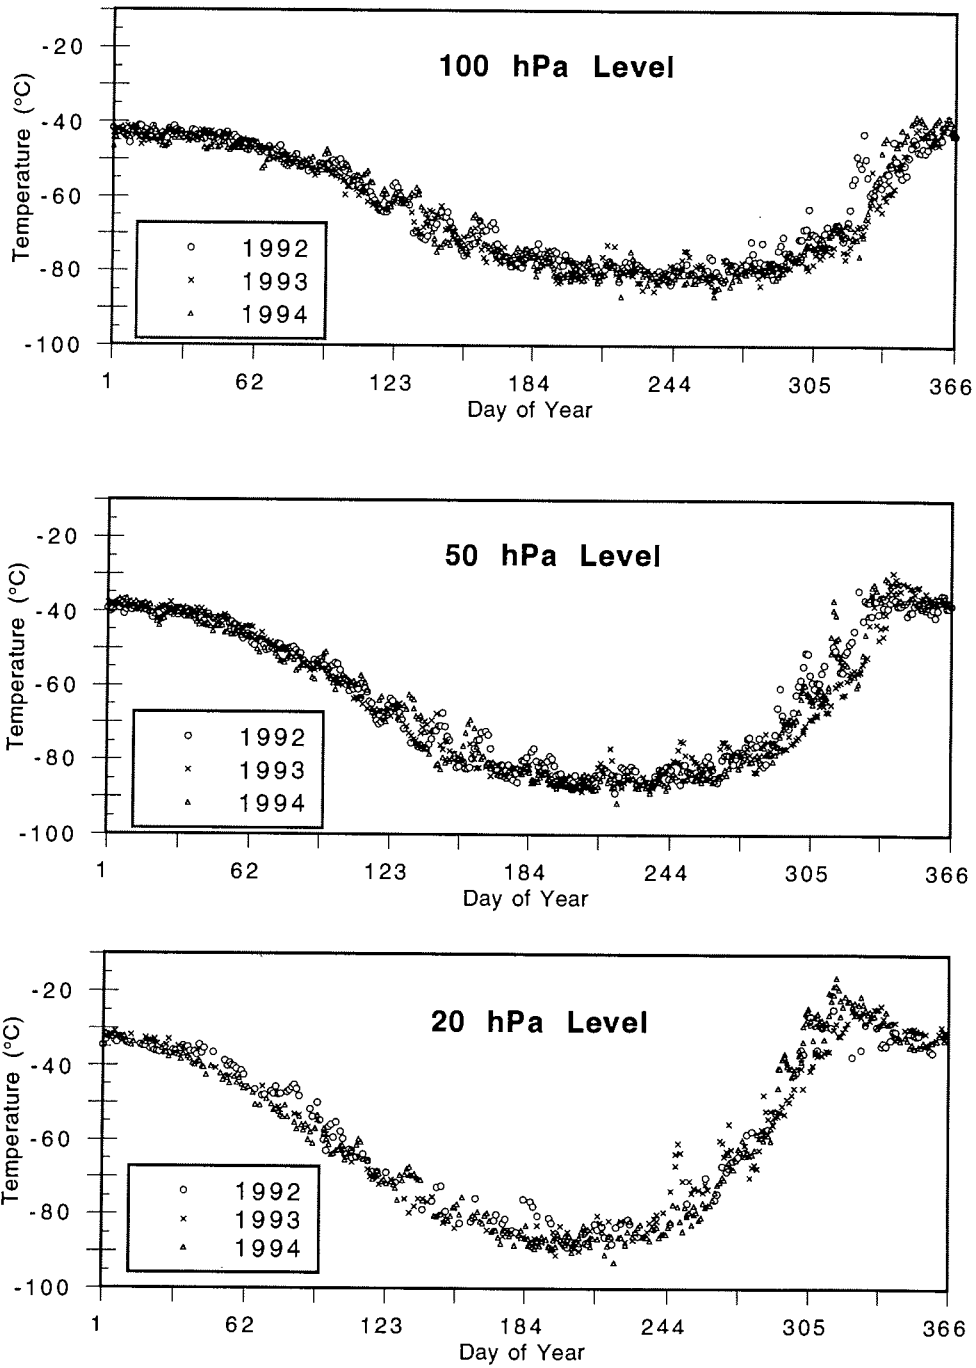 100 hPa Level
Temperature (°C)
-20
-40
-60
-80
-100
1992
1993
1994
1 62 123 184 244 305 366
Day of Year
50 hPa Level
Temperature (°C)
-20
-40
-60
-80
-100
1992
1993
1994
1 62 123 184 244 305 366
Day of Year
20 hPa Level
Temperature (°C)
-20
-40
-60
-80
-100
1992
1993
1994
1 62 123 184 244 305 366
Day of Year